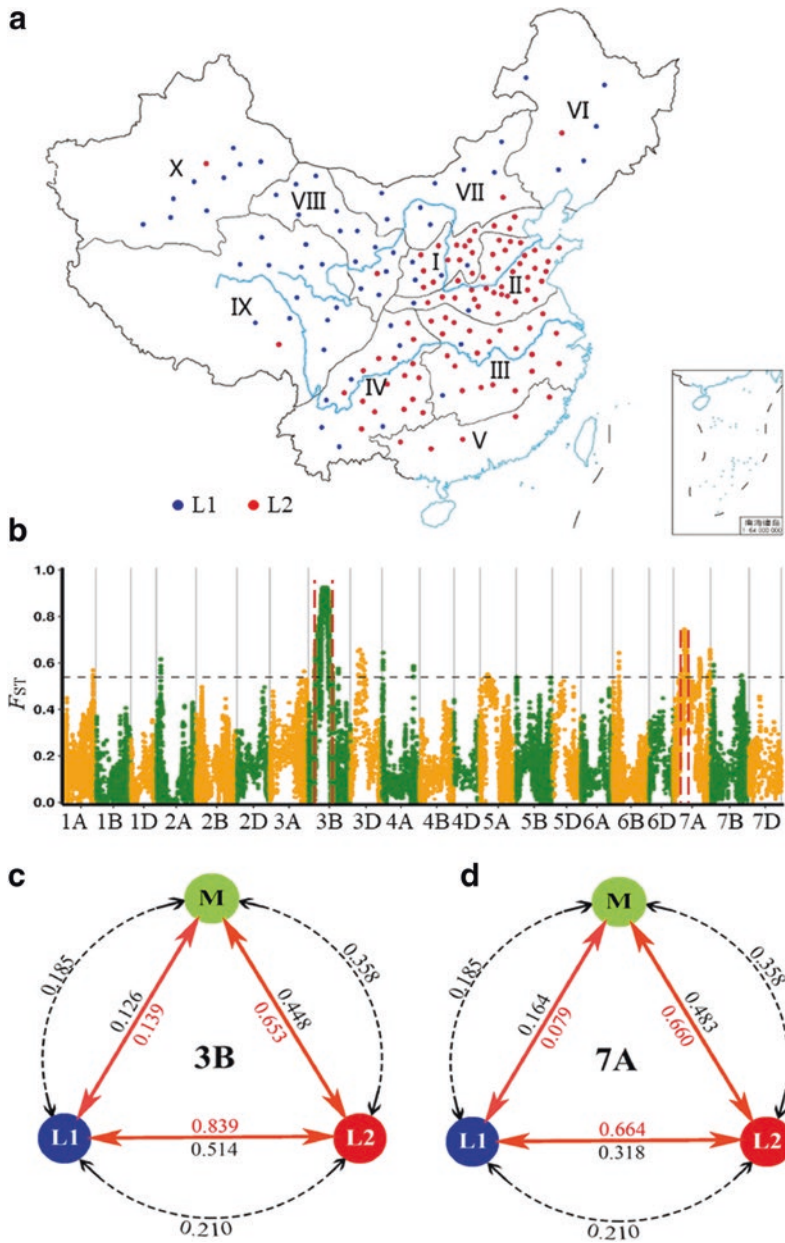 a
VI
X
VII
VIII
I
II
IX
III
IV
V
L1 L2
b
1.0
0.8
0.6
0.4
0.2
0.0
FST
1A 1B 1D 2A 2B 2D 3A 3B 3D 4A 4B 4D 5A 5B 5D 6A 6B 6D 7A 7B 7D
c
M
0.185
0.358
0.126
0.139
0.448
0.653
3B
L1
0.839
0.514
L2
0.210
d
M
0.185
0.358
0.164
0.079
0.483
0.660
7A
L1
0.664
0.318
L2
0.210